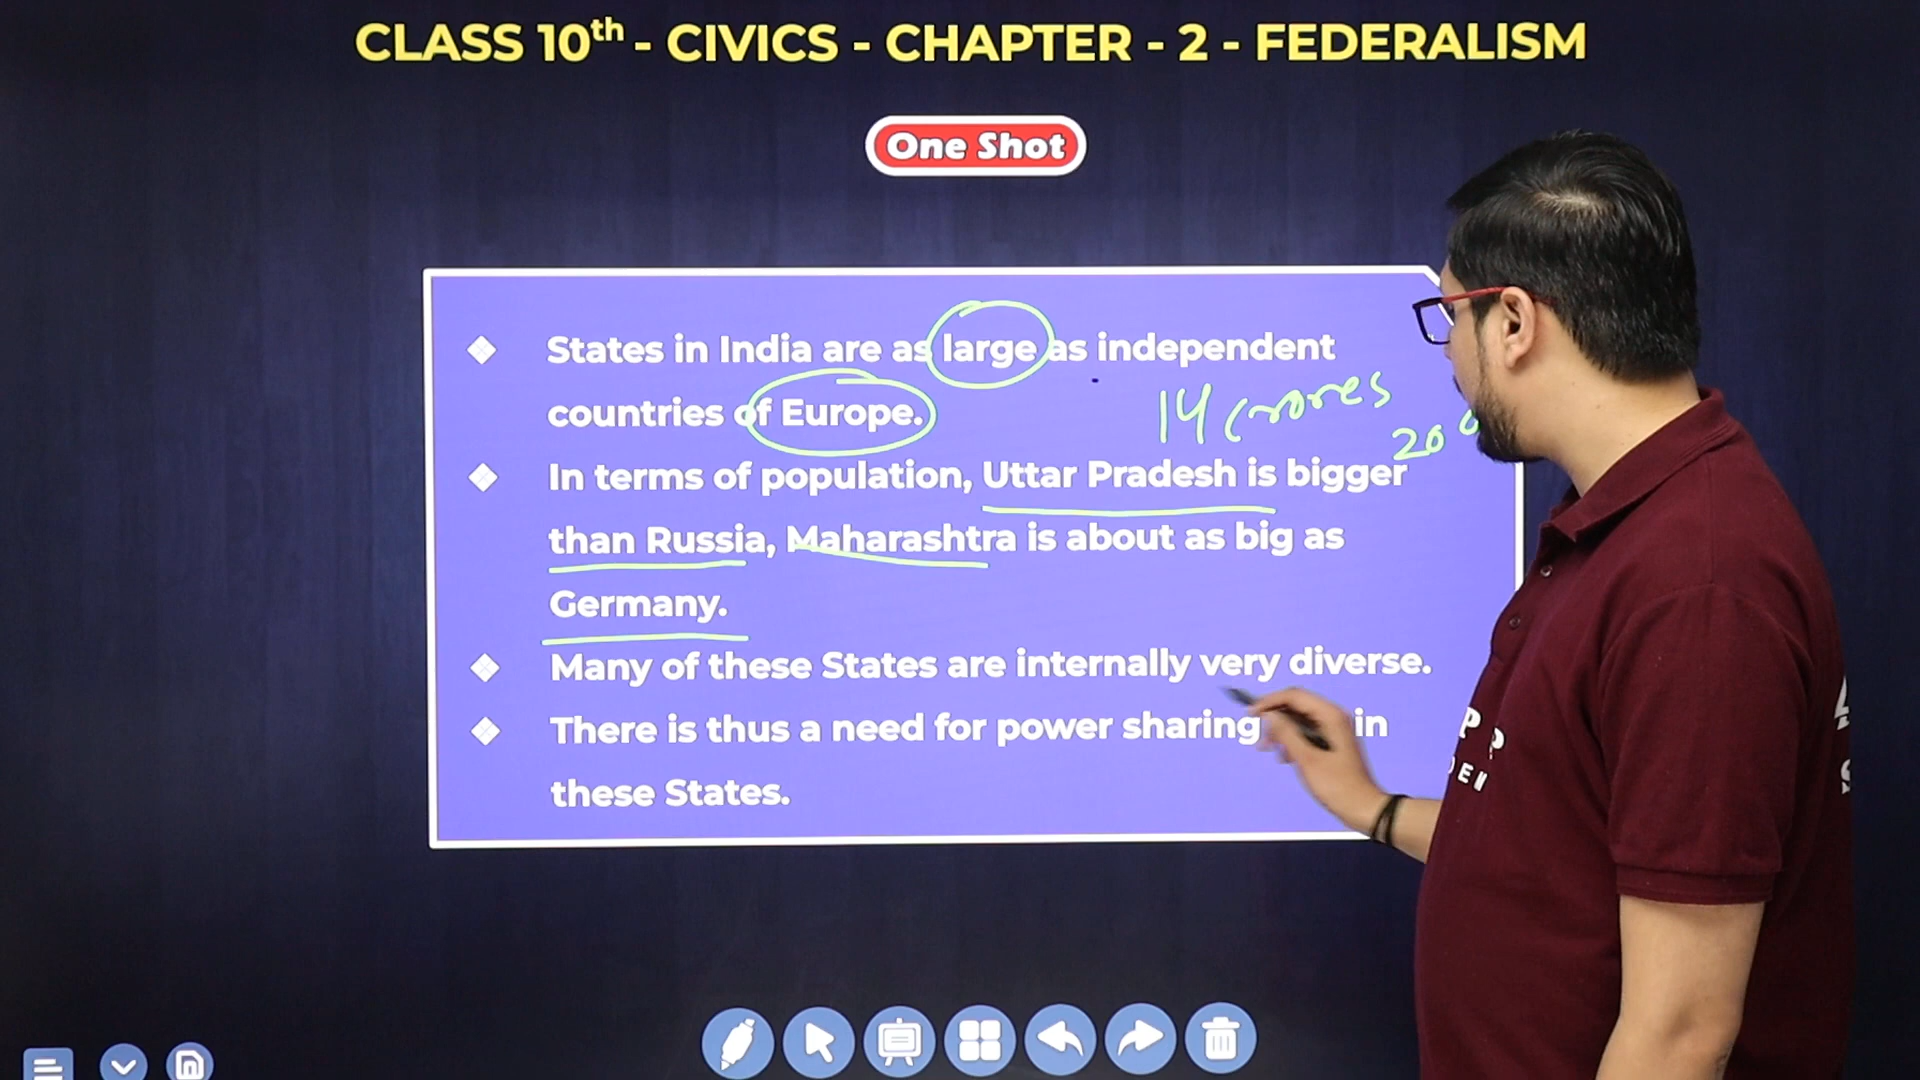 CLASS 10th - CIVICS - CHAPTER - 2 - FEDERALISM
One Shot
❖ States in India are as large as independent
countries of Europe.
14 crores
200
❖ In terms of population, Uttar Pradesh is bigger
than Russia, Maharashtra is about as big as
Germany.
❖ Many of these States are internally very diverse.
❖ There is thus a need for power sharing in
these States.